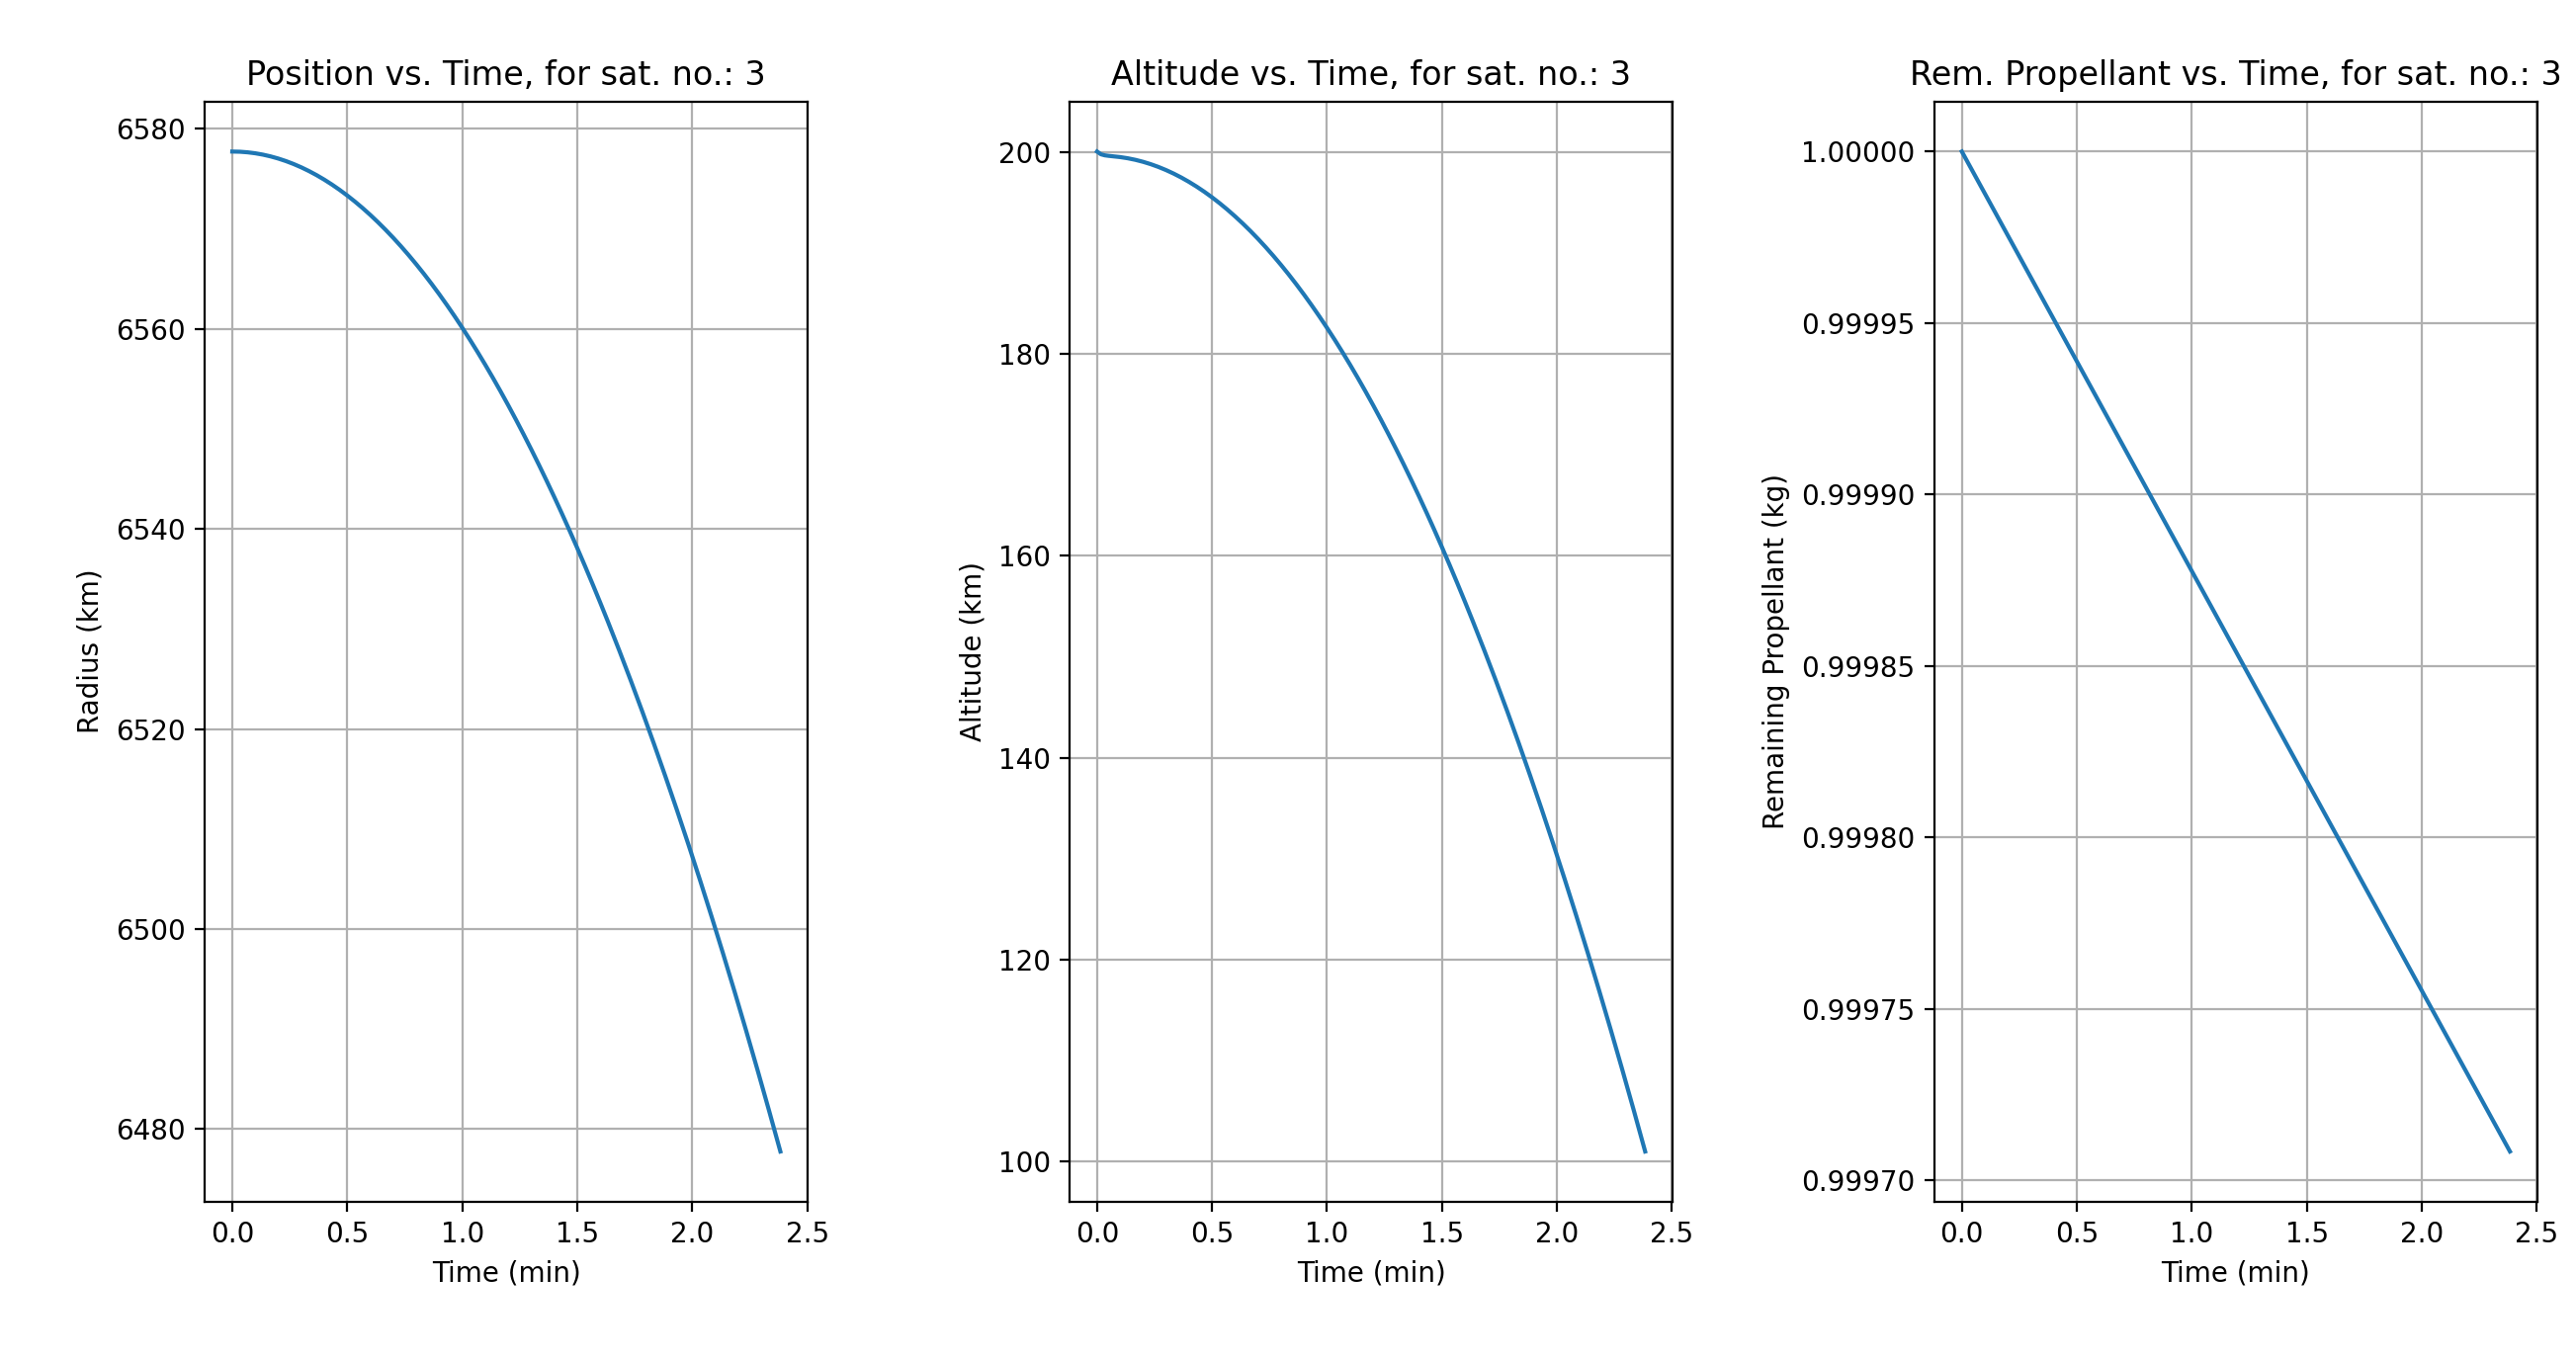 Position vs. Time, for sat. no.: 3
6580
6560
6540
6520
6500
6480
Radius (km)
0.0 0.5 1.0 1.5 2.0 2.5
Time (min)
Altitude vs. Time, for sat. no.: 3
200
180
160
140
120
100
Altitude (km)
0.0 0.5 1.0 1.5 2.0 2.5
Time (min)
Rem. Propellant vs. Time, for sat. no.: 3
1.00000
0.99995
0.99990
0.99985
0.99980
0.99975
0.99970
Remaining Propellant (kg)
0.0 0.5 1.0 1.5 2.0 2.5
Time (min)